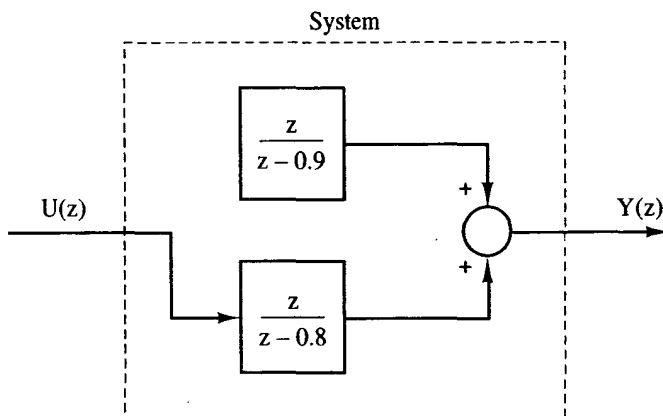 System
z
z − 0.9
+
U(z)
Y(z)
+
z
z − 0.8